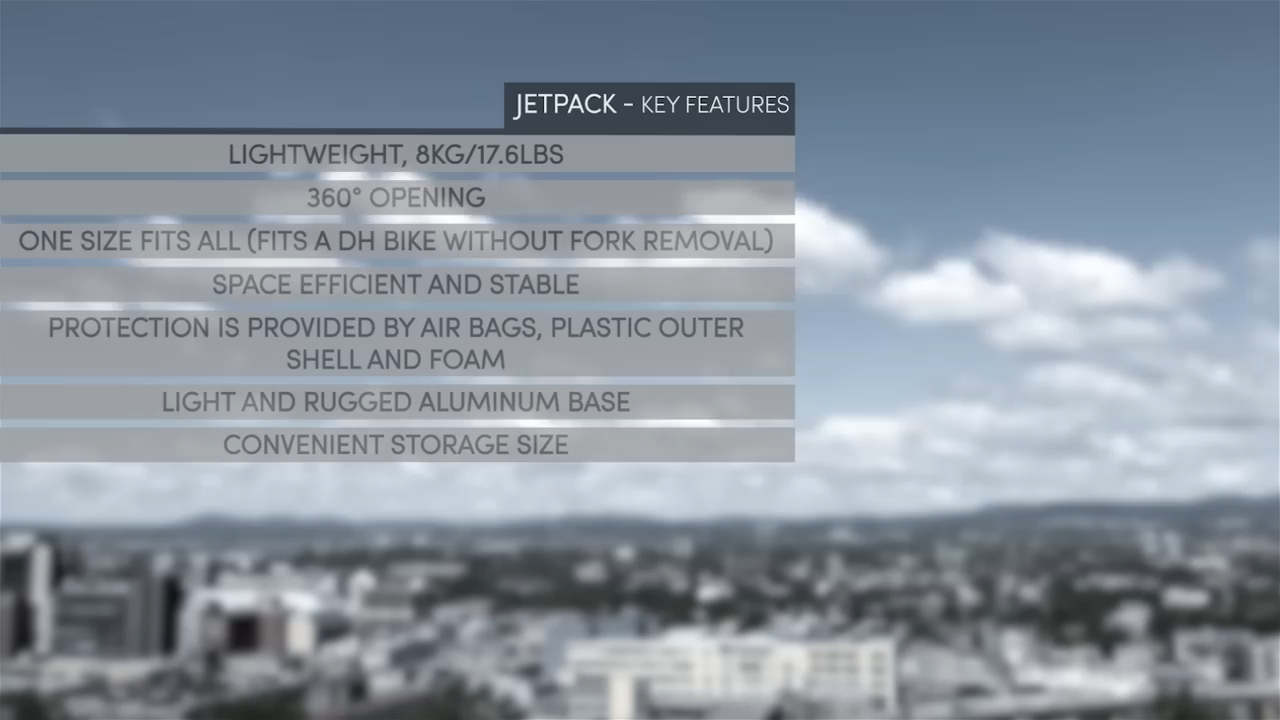 JETPACK - KEY FEATURES
LIGHTWEIGHT, 8KG/17.6LBS
360° OPENING
ONE SIZE FITS ALL (FITS A DH BIKE WITHOUT FORK REMOVAL)
SPACE EFFICIENT AND STABLE
PROTECTION IS PROVIDED BY AIR BAGS, PLASTIC OUTER
SHELL AND FOAM
LIGHT AND RUGGED ALUMINUM BASE
CONVENIENT STORAGE SIZE